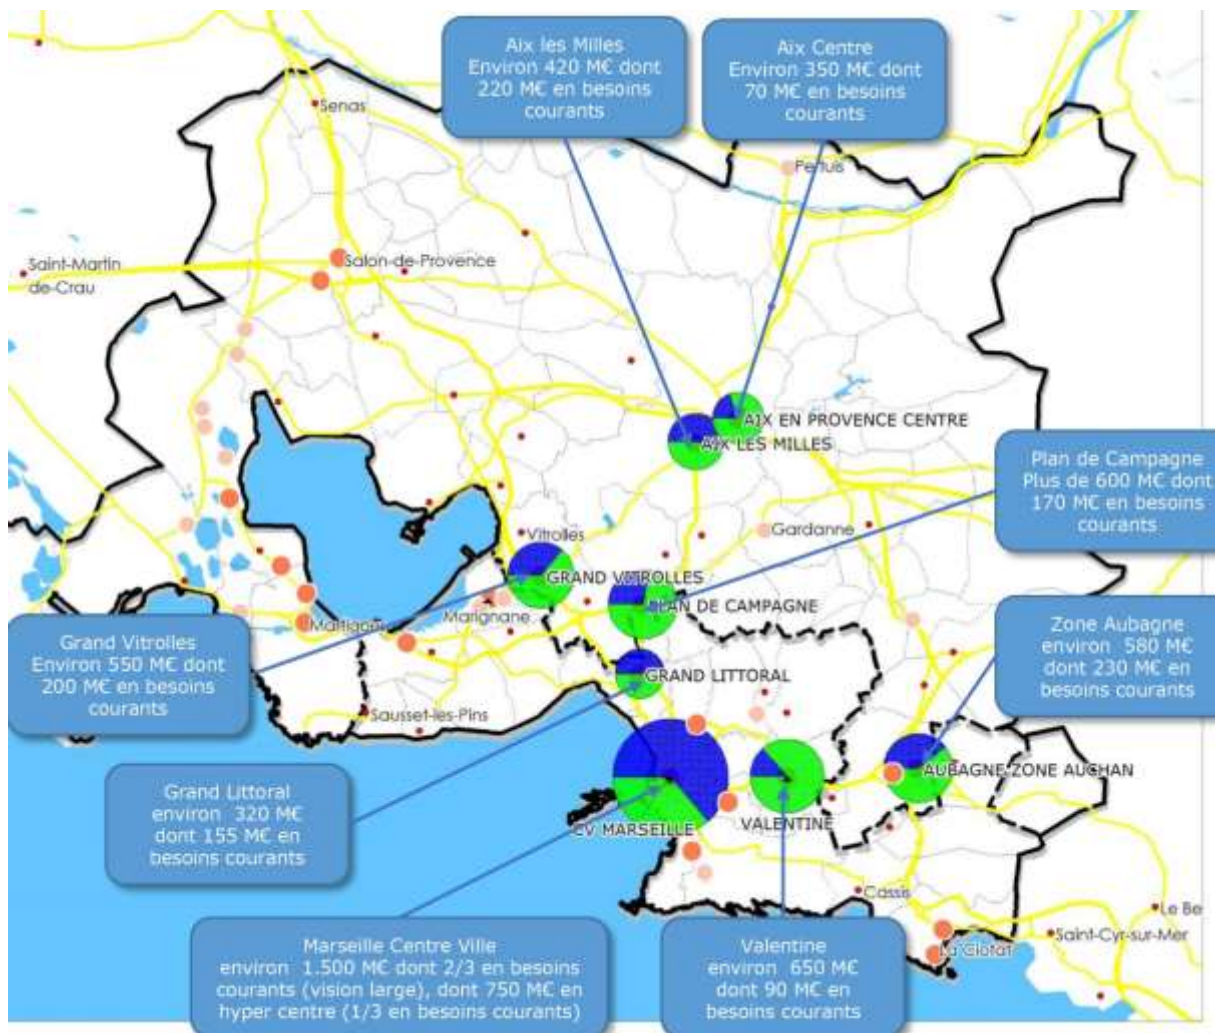 Aix les Milles
Environ 420 M€ dont
220 M€ en besoins
courants
Aix Centre
Environ 350 M€ dont
70 M€ en besoins
courants
Senas
Pertuis
Saint-Martin
de-Crau
Salon-de-Provence
AIX EN PROVENCE CENTRE
AIX LES MILLES
Plan de Campagne
Plus de 600 M€ dont
170 M€ en besoins
courants
Vitrolles
Gardanne
GRAND VITROLLES
PLAN DE CAMPAGNE
Marignane
Martigues
Grand Vitrolles
Environ 550 M€ dont
200 M€ en besoins
courants
Zone Aubagne
environ 580 M€
dont 230 M€ en
besoins courants
GRAND LITTORAL
Sausset-les-Pins
AUBAGNE ZONE AUCHAN
Grand Littoral
environ 320 M€
dont 155 M€ en
besoins courants
CV MARSEILLE
VALENTINE
Cassis
Le Be
Saint-Cyr-sur-Mer
La Ciotat
Marseille Centre Ville
environ 1.500 M€ dont 2/3 en besoins
courants (vision large), dont 750 M€ en
hyper centre (1/3 en besoins courants)
Valentine
environ 650 M€
dont 90 M€ en
besoins courants